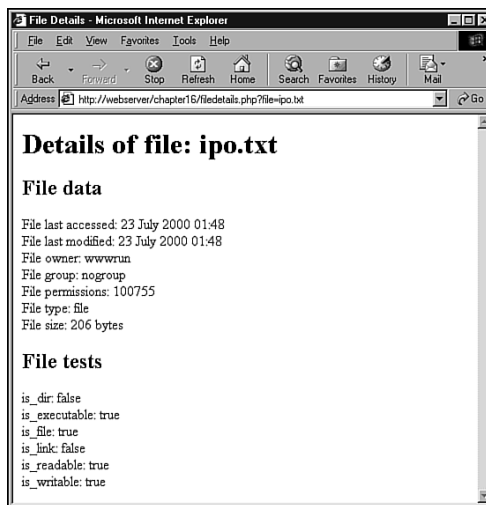 File Details - Microsoft Internet Explorer
File Edit View Favorites Tools Help
Back Forward Stop Refresh Home Search Favorites History Mail
Address http://webserver/chapter16/filedetails.php?file=ipo.txt Go
Details of file: ipo.txt
File data
File last accessed: 23 July 2000 01:48
File last modified: 23 July 2000 01:48
File owner: wwwrun
File group: nogroup
File permissions: 100755
File type: file
File size: 206 bytes
File tests
is_dir: false
is_executable: true
is_file: true
is_link: false
is_readable: true
is_writable: true